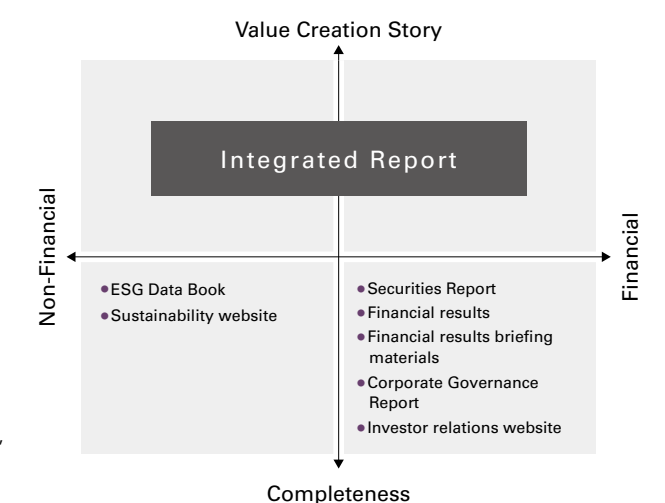 Value Creation Story
Integrated Report
Non-Financial
Financial
●ESG Data Book
●Sustainability website
●Securities Report
●Financial results
●Financial results briefing
materials
●Corporate Governance
Report
●Investor relations website
,
Completeness